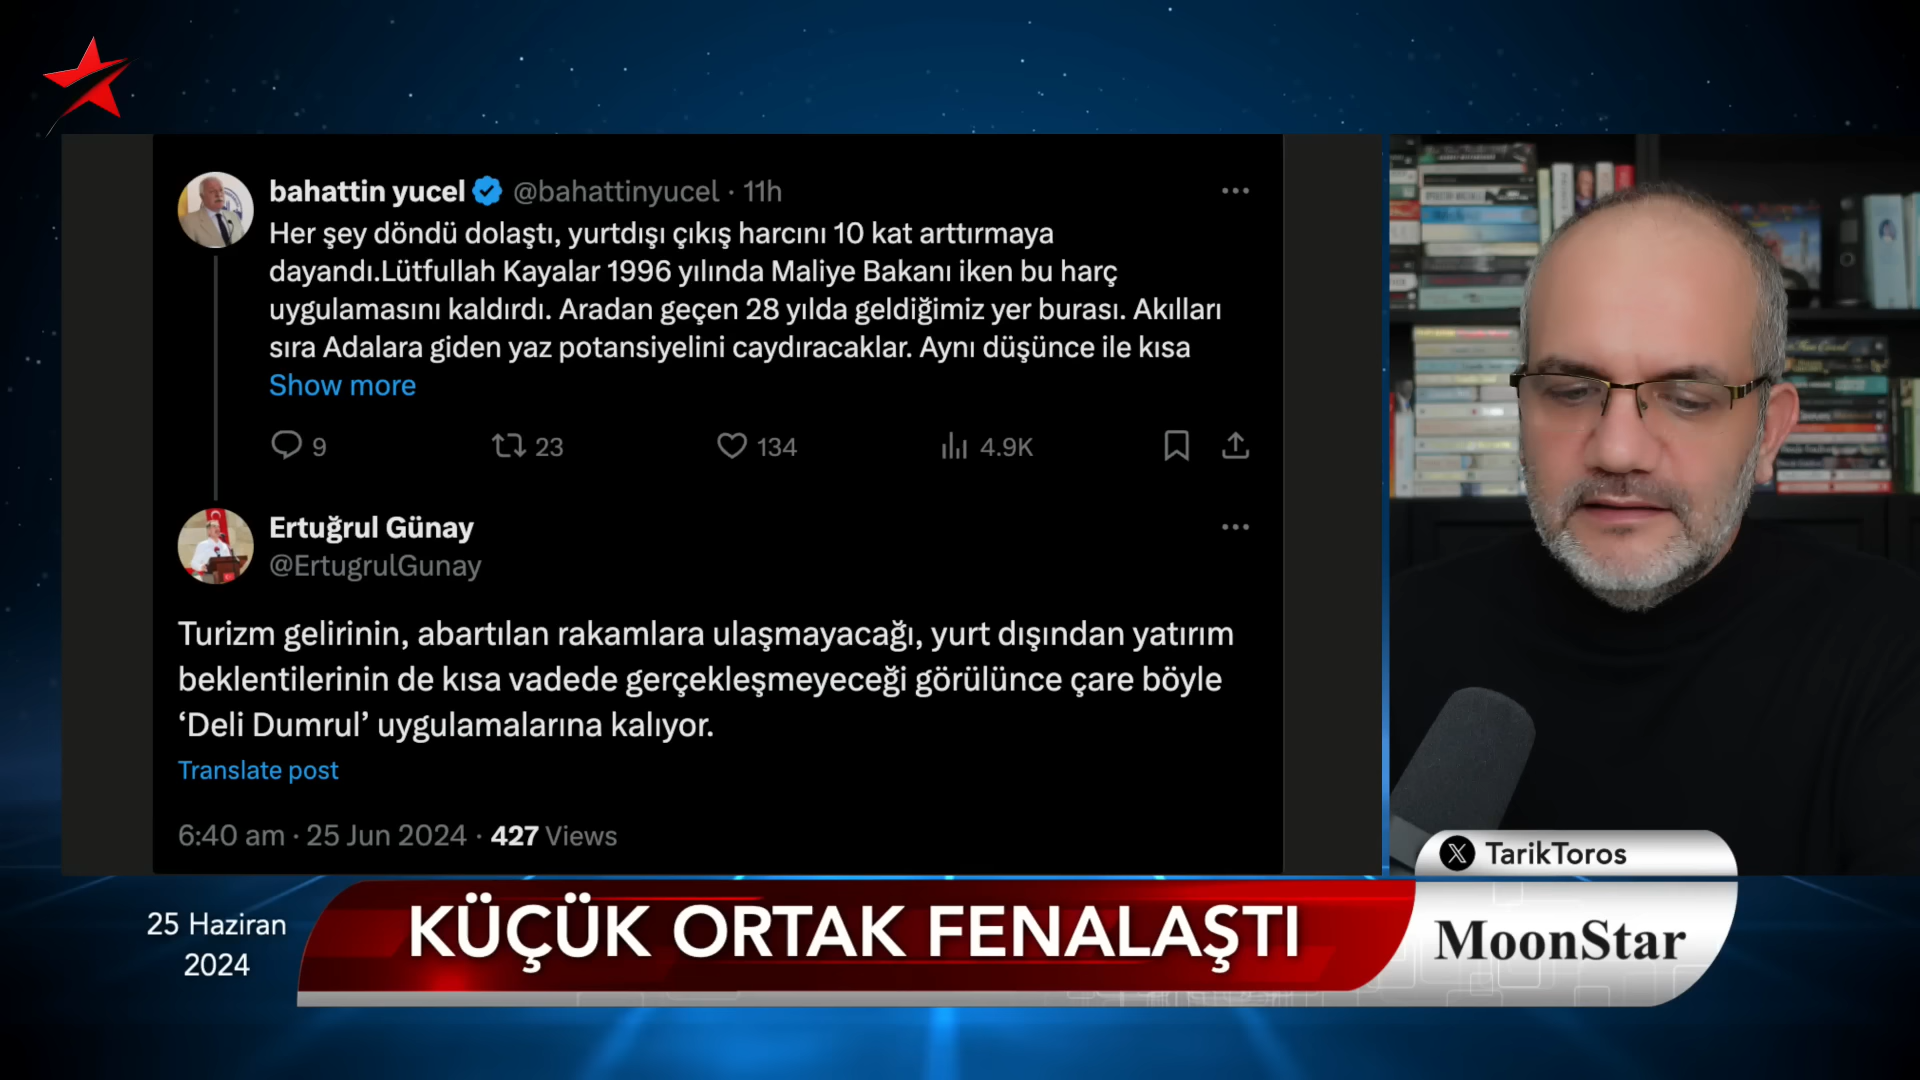 bahattin yucel @bahattinyucel · 11h
Her şey döndü dolaştı, yurtdışı çıkış harcını 10 kat arttırmaya
dayandı.Lütfullah Kayalar 1996 yılında Maliye Bakanı iken bu harç
uygulamasını kaldırdı. Aradan geçen 28 yılda geldiğimiz yer burası. Akılları
sıra Adalara giden yaz potansiyelini caydıracaklar. Aynı düşünce ile kısa
Show more
9 23 134 4.9K
Ertuğrul Günay
@ErtugrulGunay
Turizm gelirinin, abartılan rakamlara ulaşmayacağı, yurt dışından yatırım
beklentilerinin de kısa vadede gerçekleşmeyeceği görülünce çare böyle
‘Deli Dumrul’ uygulamalarına kalıyor.
Translate post
6:40 am · 25 Jun 2024 · 427 Views
TarikToros
25 Haziran
2024
KÜÇÜK ORTAK FENALAŞTI
MoonStar